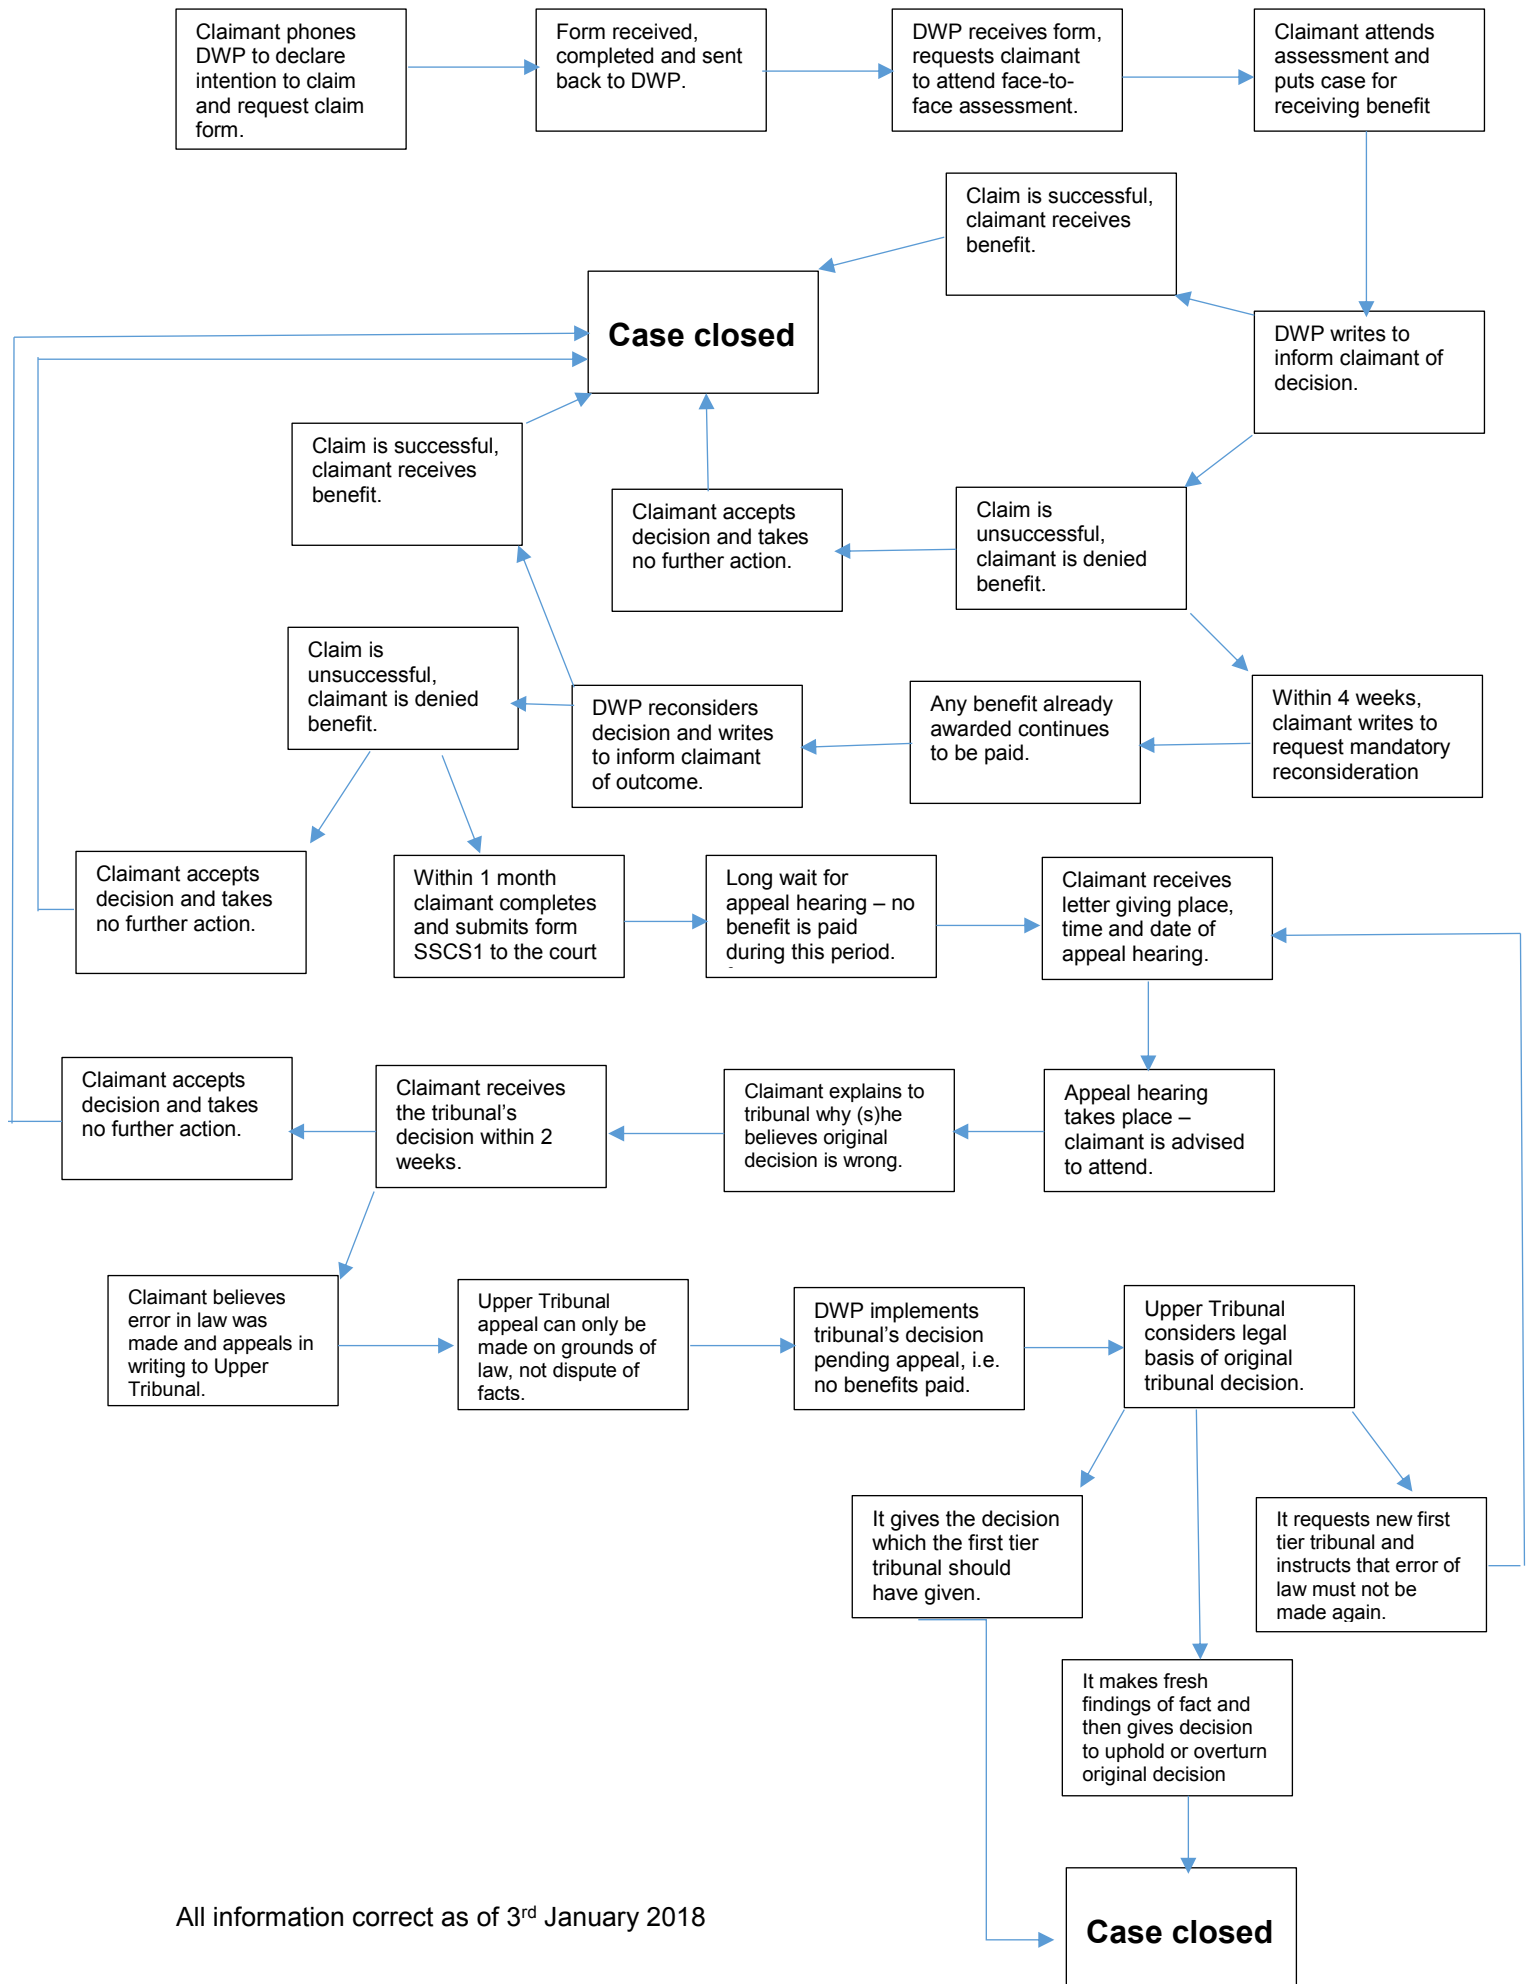 Claimant phones
DWP to declare
intention to claim
and request claim
form.
Form received,
completed and sent
back to DWP.
DWP receives form,
requests claimant
to attend face-to-
face assessment.
Claimant attends
assessment and
puts case for
receiving benefit
Claim is successful,
claimant receives
benefit.
Case closed
DWP writes to
inform claimant of
decision.
Claim is successful,
claimant receives
benefit.
Claimant accepts
decision and takes
no further action.
Claim is
unsuccessful,
claimant is denied
benefit.
Claim is
unsuccessful,
claimant is denied
benefit.
DWP reconsiders
decision and writes
to inform claimant
of outcome.
Any benefit already
awarded continues
to be paid.
Within 4 weeks,
claimant writes to
request mandatory
reconsideration
Claimant accepts
decision and takes
no further action.
Within 1 month
claimant completes
and submits form
SSCS1 to the court
Long wait for
appeal hearing – no
benefit is paid
during this period.
Claimant receives
letter giving place,
time and date of
appeal hearing.
Claimant accepts
decision and takes
no further action.
Claimant receives
the tribunal’s
decision within 2
weeks.
Claimant explains to
tribunal why (s)he
believes original
decision is wrong.
Appeal hearing
takes place –
claimant is advised
to attend.
Claimant believes
error in law was
made and appeals in
writing to Upper
Tribunal.
Upper Tribunal
appeal can only be
made on grounds of
law, not dispute of
facts.
DWP implements
tribunal’s decision
pending appeal, i.e.
no benefits paid.
Upper Tribunal
considers legal
basis of original
tribunal decision.
It gives the decision
which the first tier
tribunal should
have given.
It requests new first
tier tribunal and
instructs that error of
law must not be
made again.
It makes fresh
findings of fact and
then gives decision
to uphold or overturn
original decision
All information correct as of 3rd January 2018
Case closed